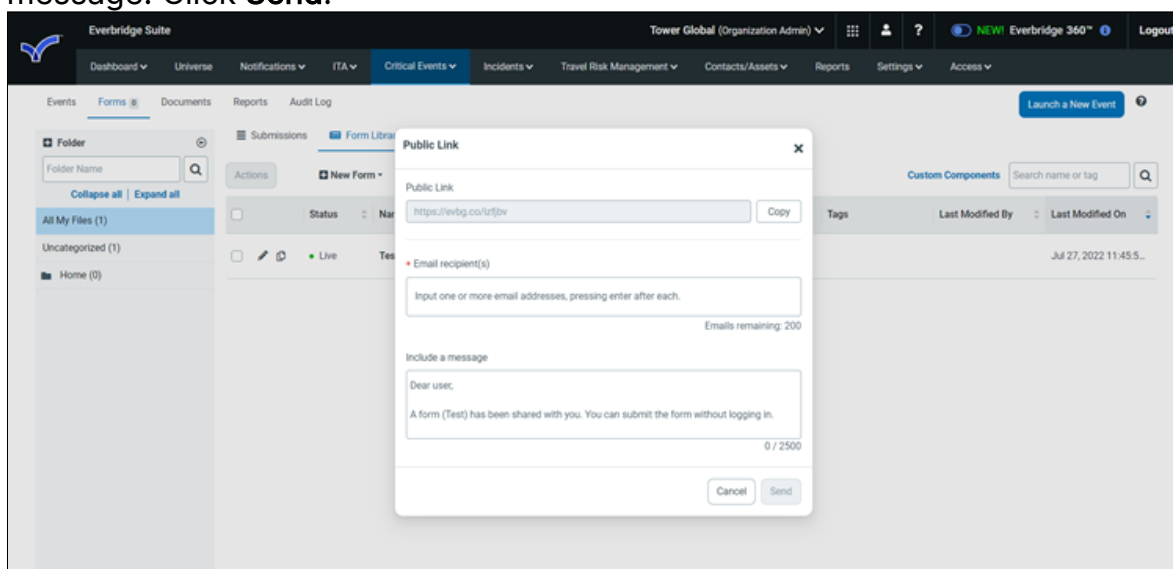 message. Click Send.
Everbridge Suite
Tower Global (Organization Admin)
?
NEW! Everbridge 360™
Logout
Dashboard
Universe
Notifications
ITA
Critical Events
Incidents
Travel Risk Management
Contacts/Assets
Reports
Settings
Access
Events
Forms
Documents
Reports
Audit Log
Launch a New Event
Folder
Folder Name
Collapse all | Expand all
All My Files (1)
Uncategorized (1)
Home (0)
Submissions
Form Librar
Actions
New Form
Custom Components
Search name or tag
Status
Nar
Tags
Last Modified By
Last Modified On
Live
Tes
Jul 27, 2022 11:45:5...
Public Link
Public Link
https://evbg.co/izfjbv
Copy
* Email recipient(s)
Input one or more email addresses, pressing enter after each.
Emails remaining: 200
Include a message
Dear user,
A form (Test) has been shared with you. You can submit the form without logging in.
0 / 2500
Cancel
Send